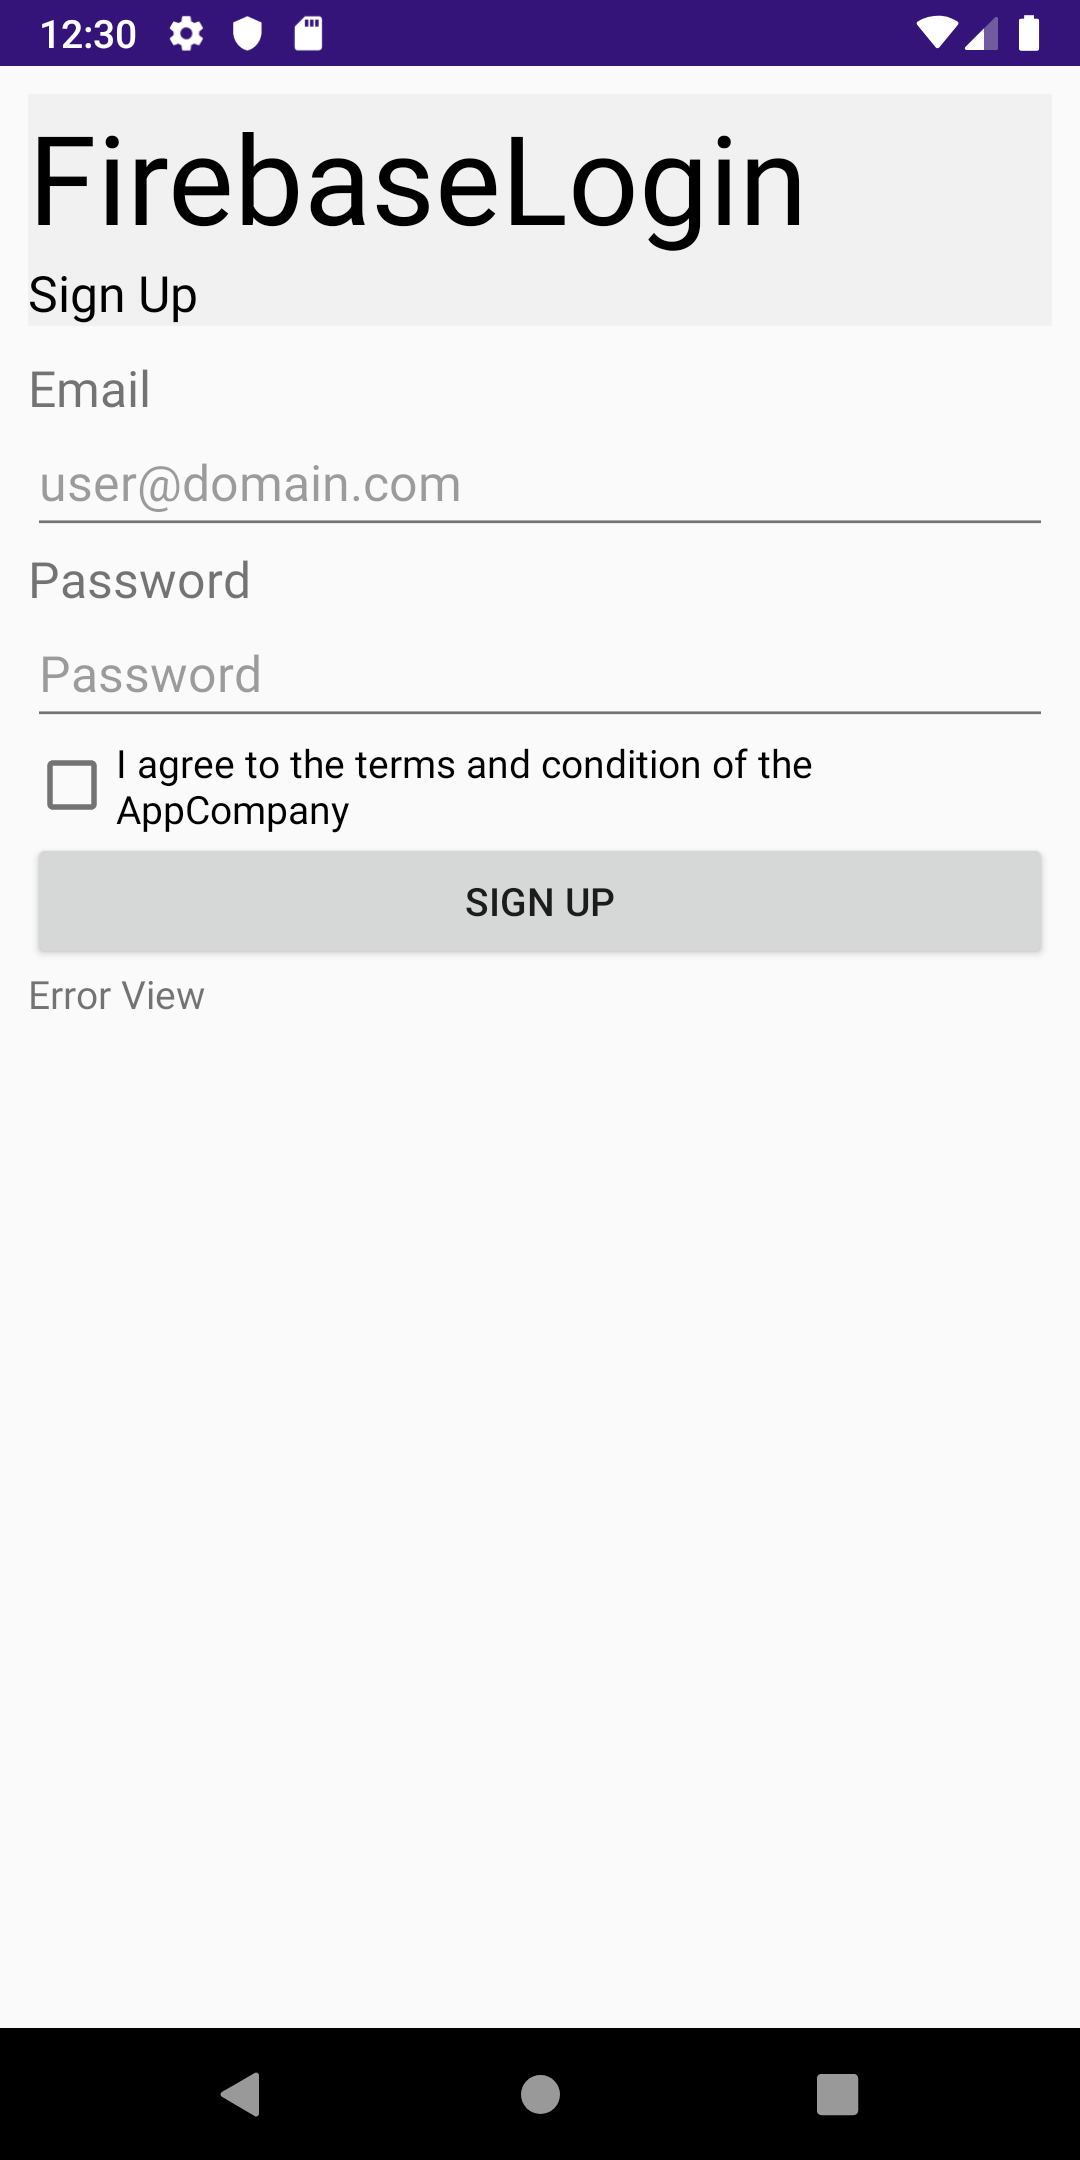 12:30
FirebaseLogin
Sign Up
Email
user@domain.com
Password
Password
I agree to the terms and condition of the
AppCompany
SIGN UP
Error View